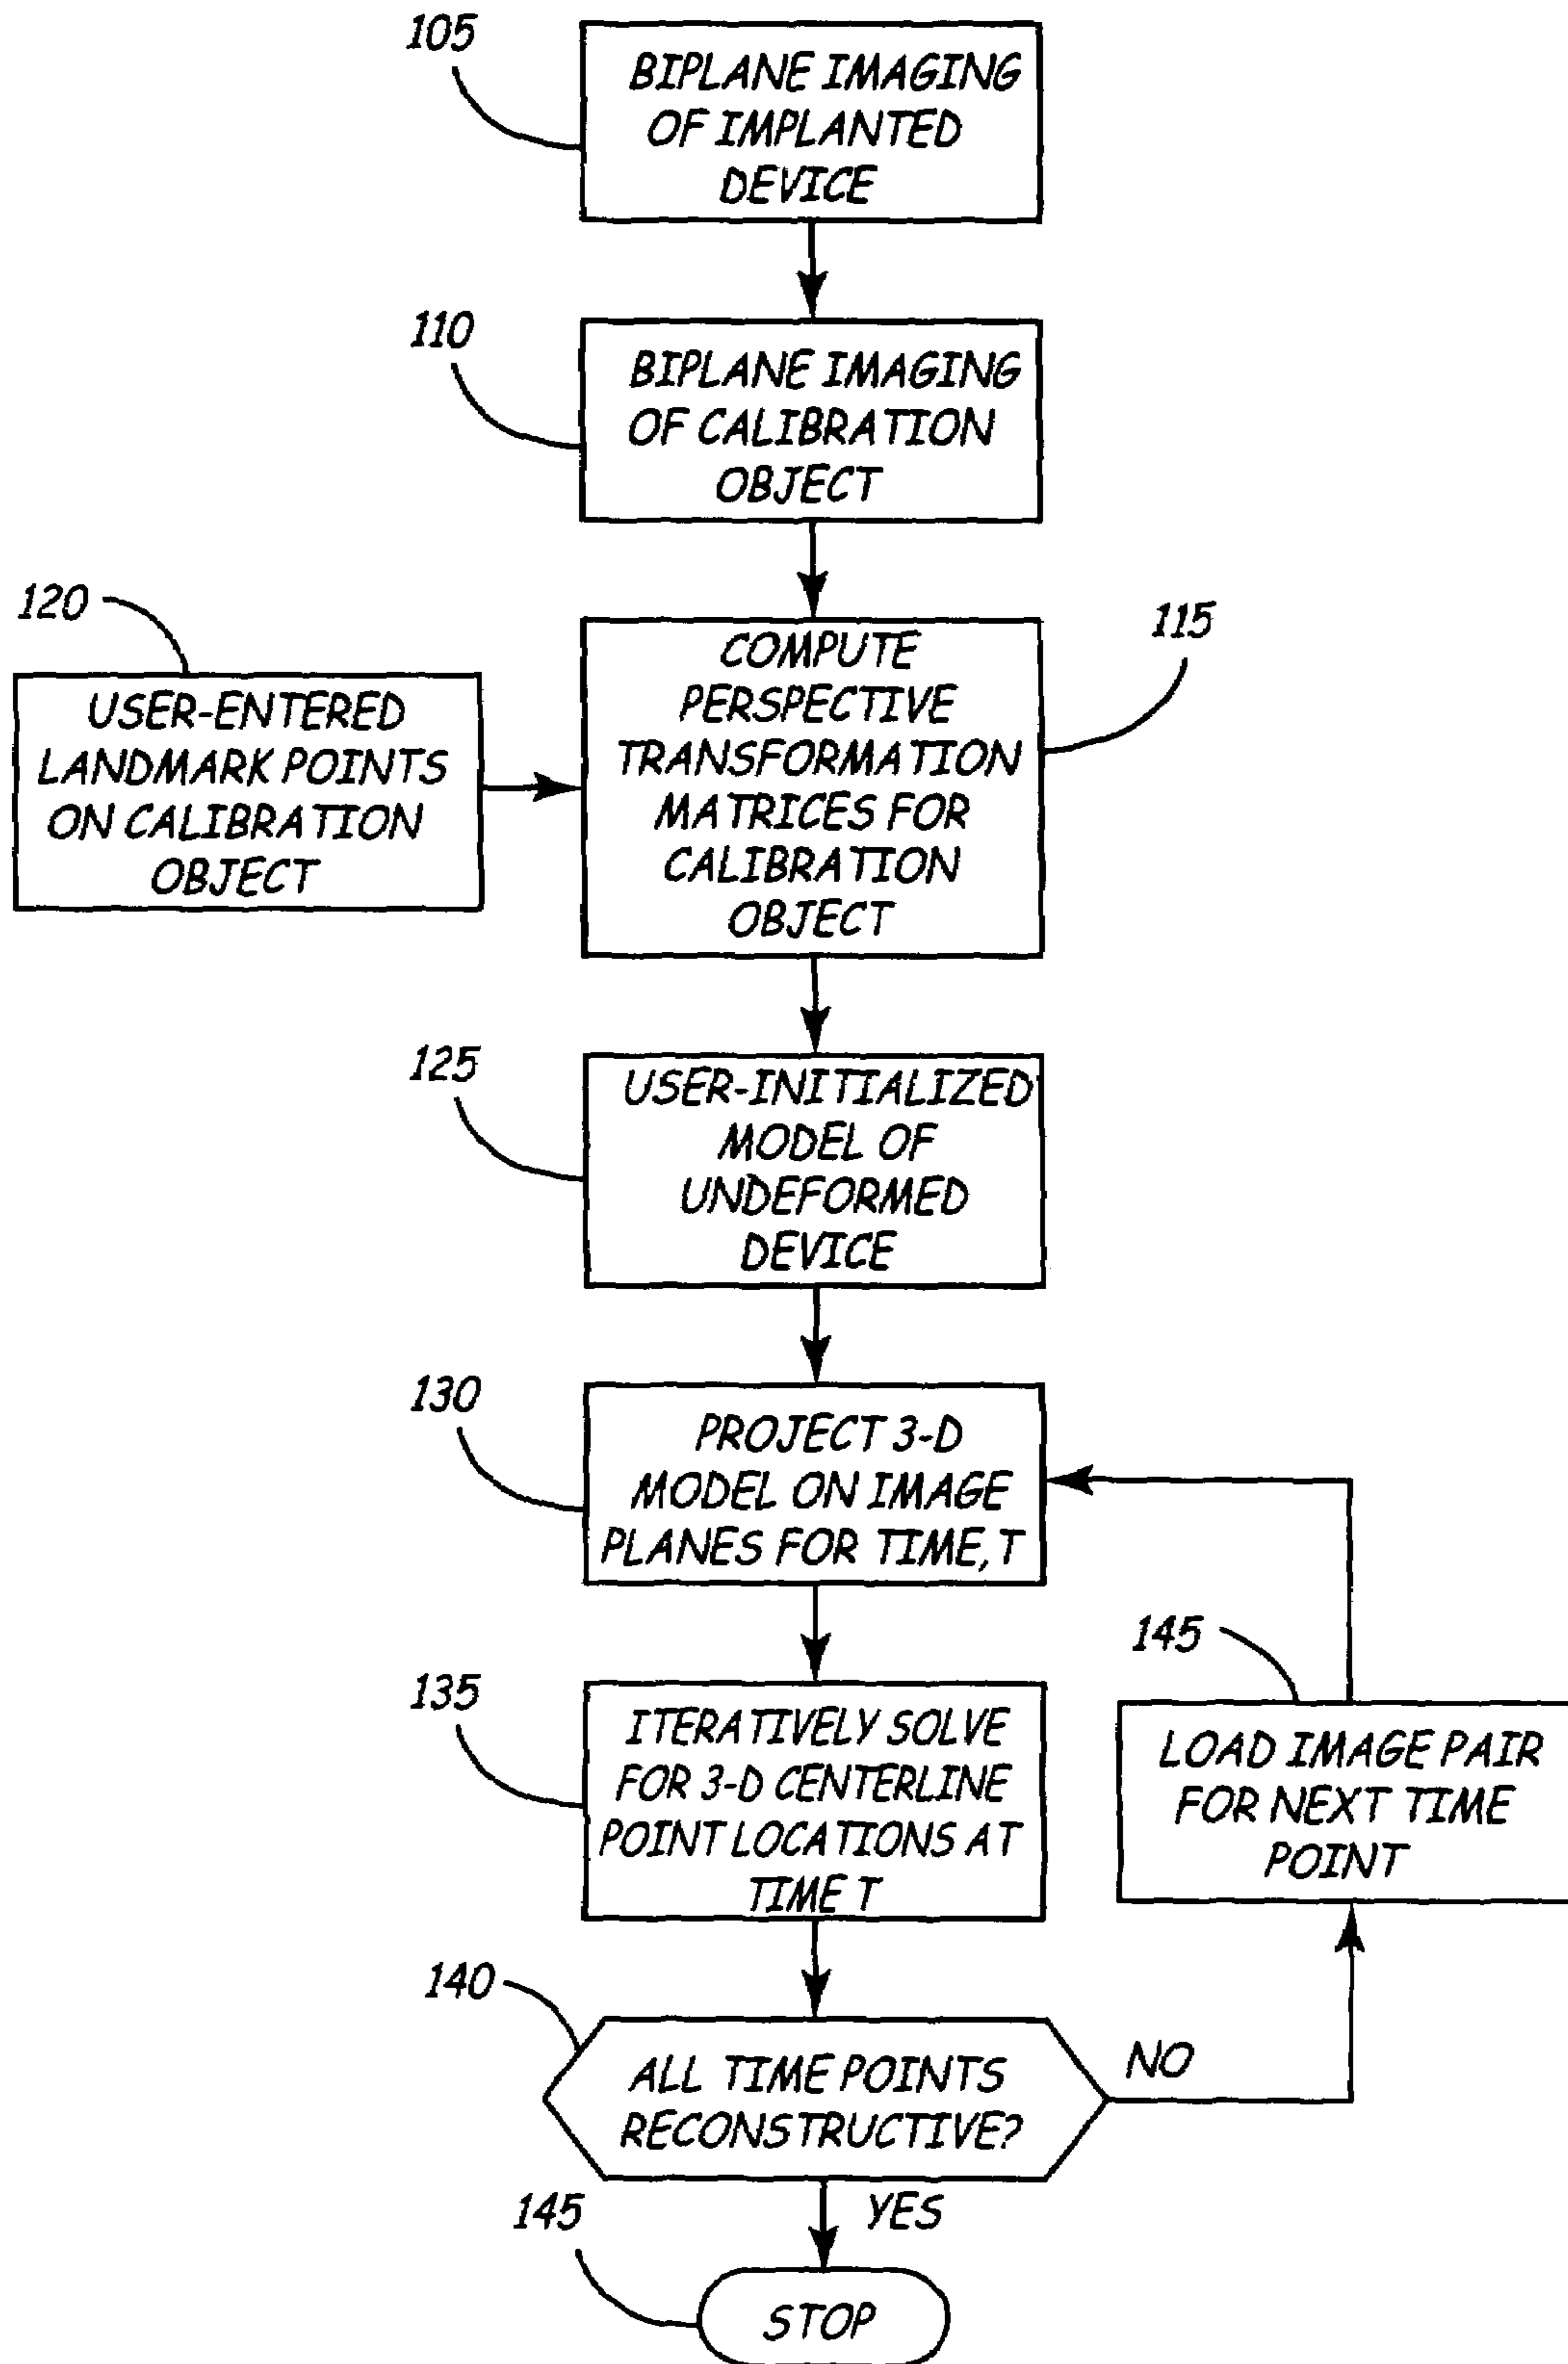 105
BIPLANE IMAGING
OF IMPLANTED
DEVICE
110
BIPLANE IMAGING
OF CALIBRATION
OBJECT
120
USER-ENTERED
LANDMARK POINTS
ON CALIBRATION
OBJECT
115
COMPUTE
PERSPECTIVE
TRANSFORMATION
MATRICES FOR
CALIBRATION
OBJECT
125
USER-INITIALIZED
MODEL OF
UNDEFORMED
DEVICE
130
PROJECT 3-D
MODEL ON IMAGE
PLANES FOR TIME, T
135
ITERATIVELY SOLVE
FOR 3-D CENTERLINE
POINT LOCATIONS AT
TIME T
145
LOAD IMAGE PAIR
FOR NEXT TIME
POINT
140
ALL TIME POINTS
RECONSTRUCTIVE?
NO
YES
145
STOP